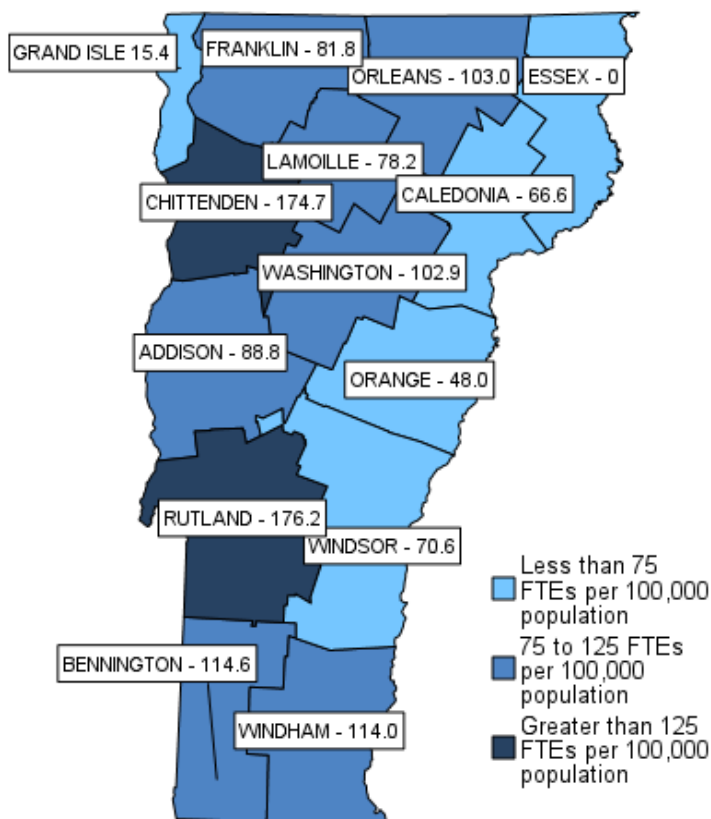 GRAND ISLE 15.4
FRANKLIN - 81.8
ORLEANS - 103.0
ESSEX - 0
LAMOILLE - 78.2
CHITTENDEN - 174.7
CALEDONIA - 66.6
WASHINGTON - 102.9
ADDISON - 88.8
ORANGE - 48.0
RUTLAND - 176.2
WINDSOR - 70.6
BENNINGTON - 114.6
WINDHAM - 114.0
Less than 75
FTEs per 100,000
population
75 to 125 FTEs
per 100,000
population
Greater than 125
FTEs per 100,000
population